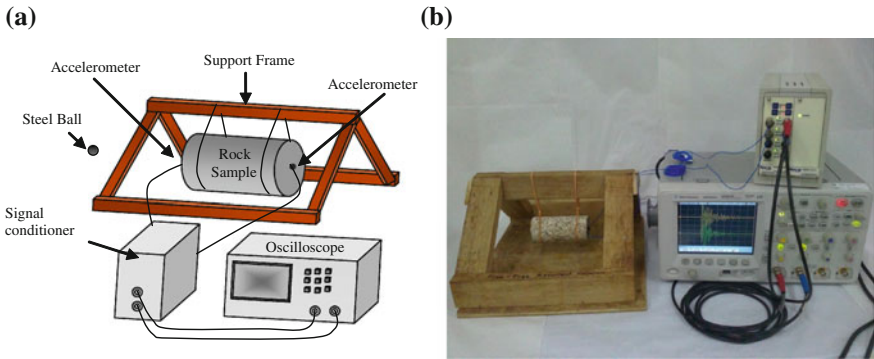 (a)
(b)
Support Frame
Accelerometer
Accelerometer
Steel Ball
Rock
Sample
Signal
conditioner
Oscilloscope